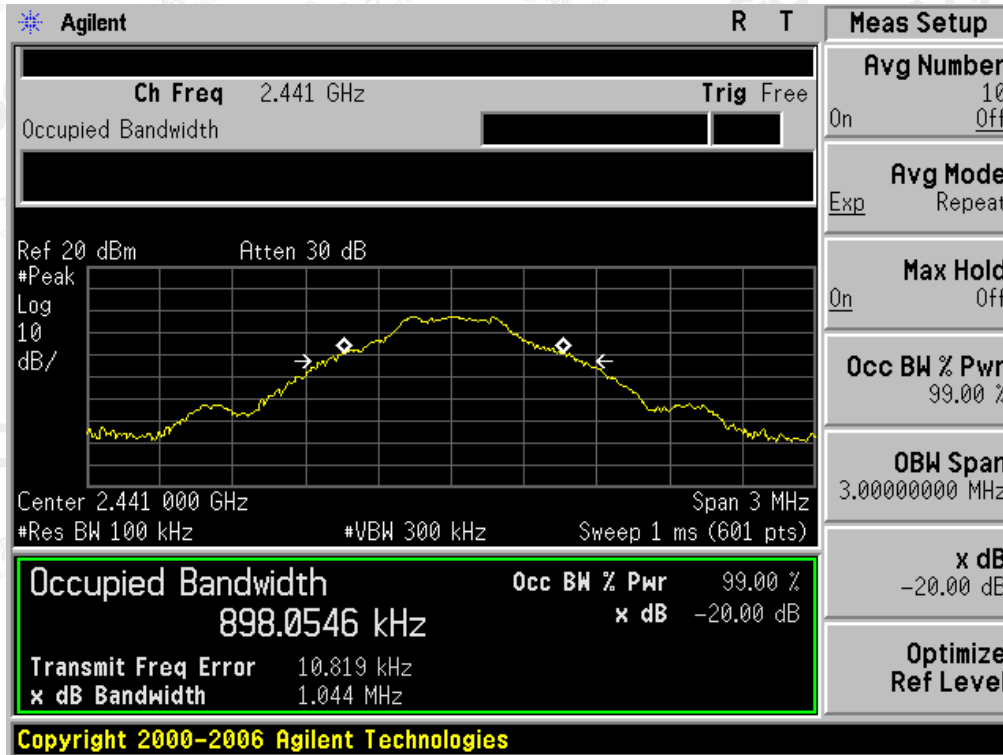 Agilent R T
Ch Freq 2.441 GHz Trig Free
Occupied Bandwidth
Ref 20 dBm Atten 30 dB
#Peak
Log
10
dB/
Center 2.441 000 GHz Span 3 MHz
#Res BW 100 kHz #VBW 300 kHz Sweep 1 ms (601 pts)
Occupied Bandwidth
898.0546 kHz
Occ BW % Pwr 99.00 %
x dB -20.00 dB
Transmit Freq Error 10.819 kHz
x dB Bandwidth 1.044 MHz
Copyright 2000-2006 Agilent Technologies
Meas Setup
Avg Number
10
On Off
Avg Mode
Exp Repeat
Max Hold
On Off
Occ BW % Pwr
99.00 %
OBW Span
3.00000000 MHz
x dB
-20.00 dB
Optimize
Ref Level